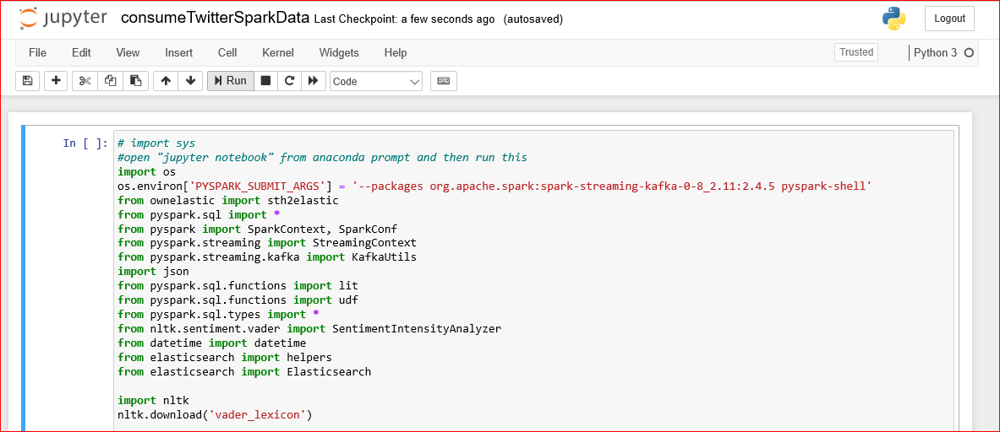 jupyter consumeTwitterSparkData Last Checkpoint: a few seconds ago (autosaved)
Logout
File Edit View Insert Cell Kernel Widgets Help
Trusted
Python 3
Run
Code
In [ ]:
# import sys
#open "jupyter notebook" from anaconda prompt and then run this
import os
os.environ['PYSPARK_SUBMIT_ARGS'] = '--packages org.apache.spark:spark-streaming-kafka-0-8_2.11:2.4.5 pyspark-shell'
from ownelastic import sth2elastic
from pyspark.sql import *
from pyspark import SparkContext, SparkConf
from pyspark.streaming import StreamingContext
from pyspark.streaming.kafka import KafkaUtils
import json
from pyspark.sql.functions import lit
from pyspark.sql.functions import udf
from pyspark.sql.types import *
from nltk.sentiment.vader import SentimentIntensityAnalyzer
from datetime import datetime
from elasticsearch import helpers
from elasticsearch import Elasticsearch
import nltk
nltk.download('vader_lexicon')